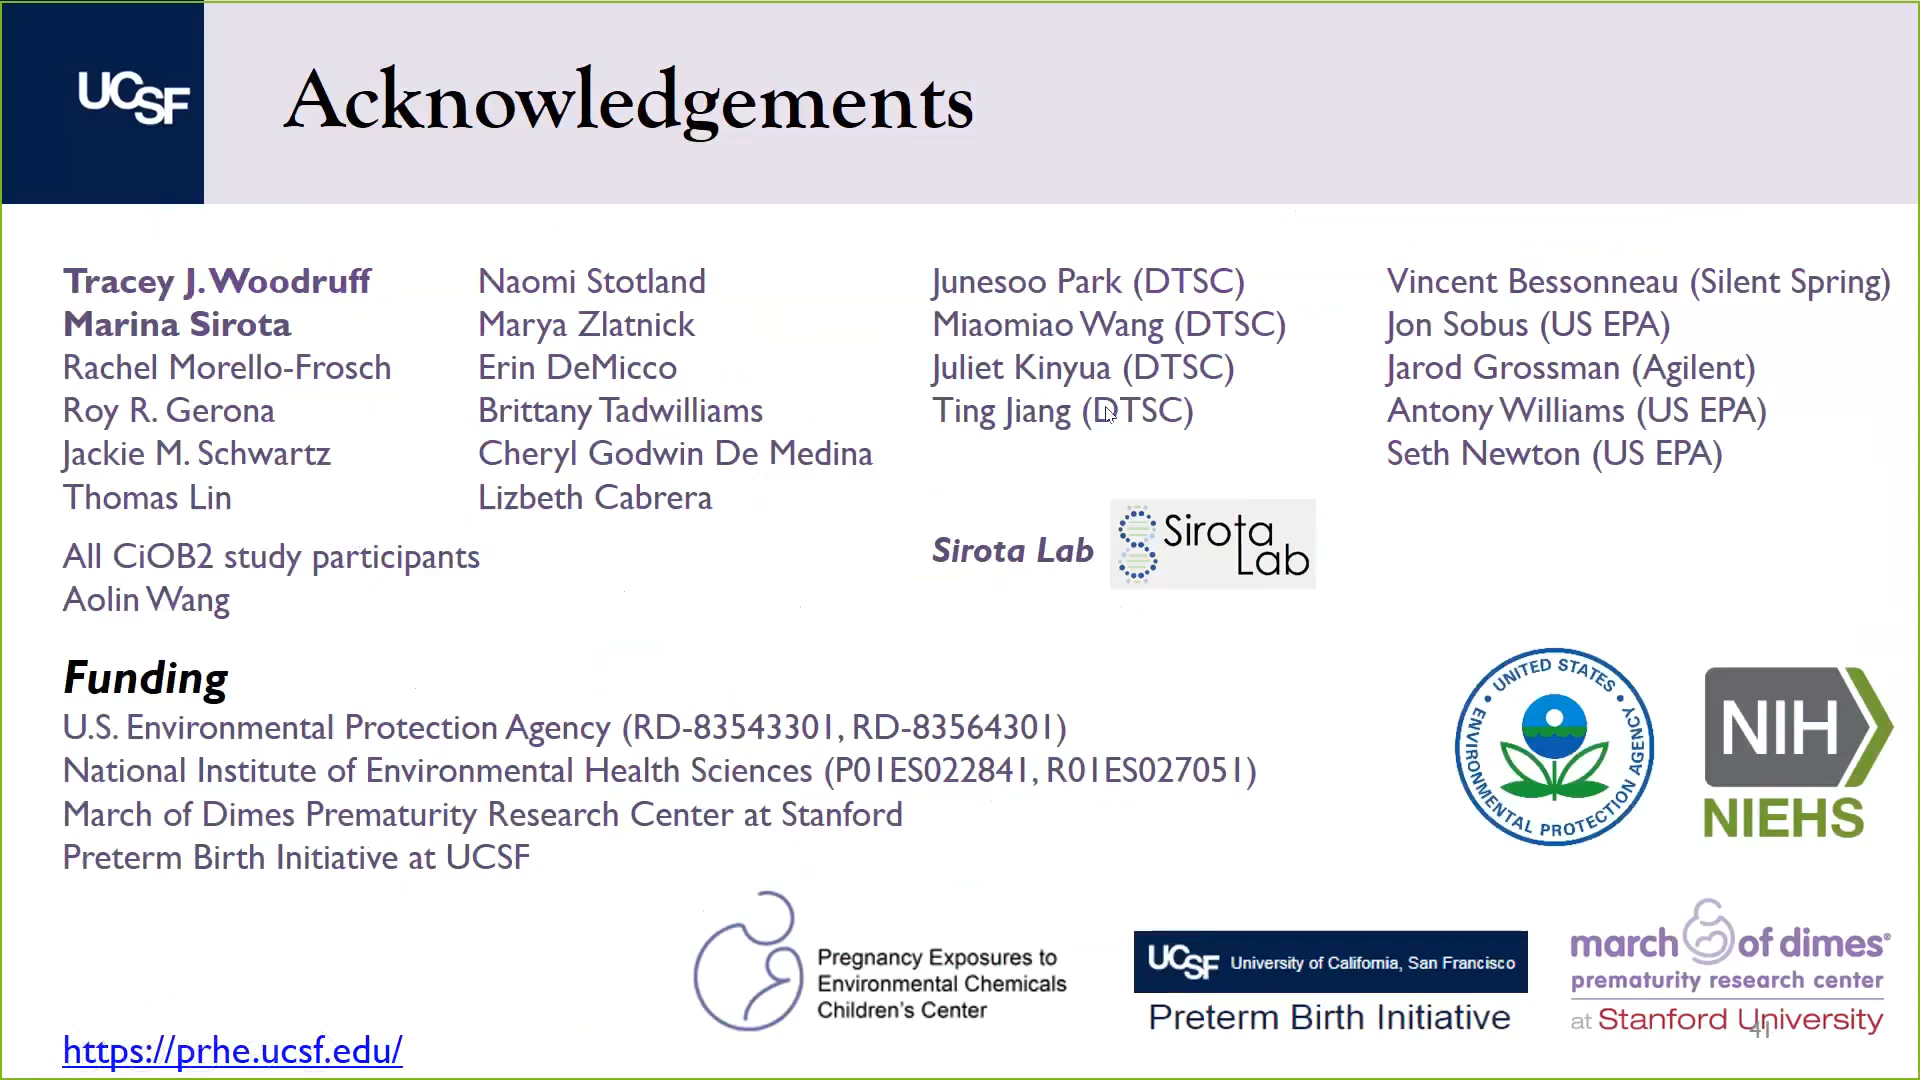 UCSF
Acknowledgements
Tracey J. Woodruff
Marina Sirota
Rachel Morello-Frosch
Roy R. Gerona
Jackie M. Schwartz
Thomas Lin
All CiOB2 study participants
Aolin Wang
Naomi Stotland
Marya Zlatnick
Erin DeMicco
Brittany Tadwilliams
Cheryl Godwin De Medina
Lizbeth Cabrera
Junesoo Park (DTSC)
Miaomiao Wang (DTSC)
Juliet Kinyua (DTSC)
Ting Jiang (DTSC)
Vincent Bessonneau (Silent Spring)
Jon Sobus (US EPA)
Jarod Grossman (Agilent)
Antony Williams (US EPA)
Seth Newton (US EPA)
Sirota Lab
Sirota
Lab
Funding
U.S. Environmental Protection Agency (RD-83543301, RD-83564301)
National Institute of Environmental Health Sciences (P01ES022841, R01ES027051)
March of Dimes Prematurity Research Center at Stanford
Preterm Birth Initiative at UCSF
UNITED STATES
ENVIRONMENTAL PROTECTION AGENCY
NIH
NIEHS
Pregnancy Exposures to
Environmental Chemicals
Children's Center
UCSF University of California, San Francisco
Preterm Birth Initiative
march of dimes®
prematurity research center
at Stanford University
41
https://prhe.ucsf.edu/